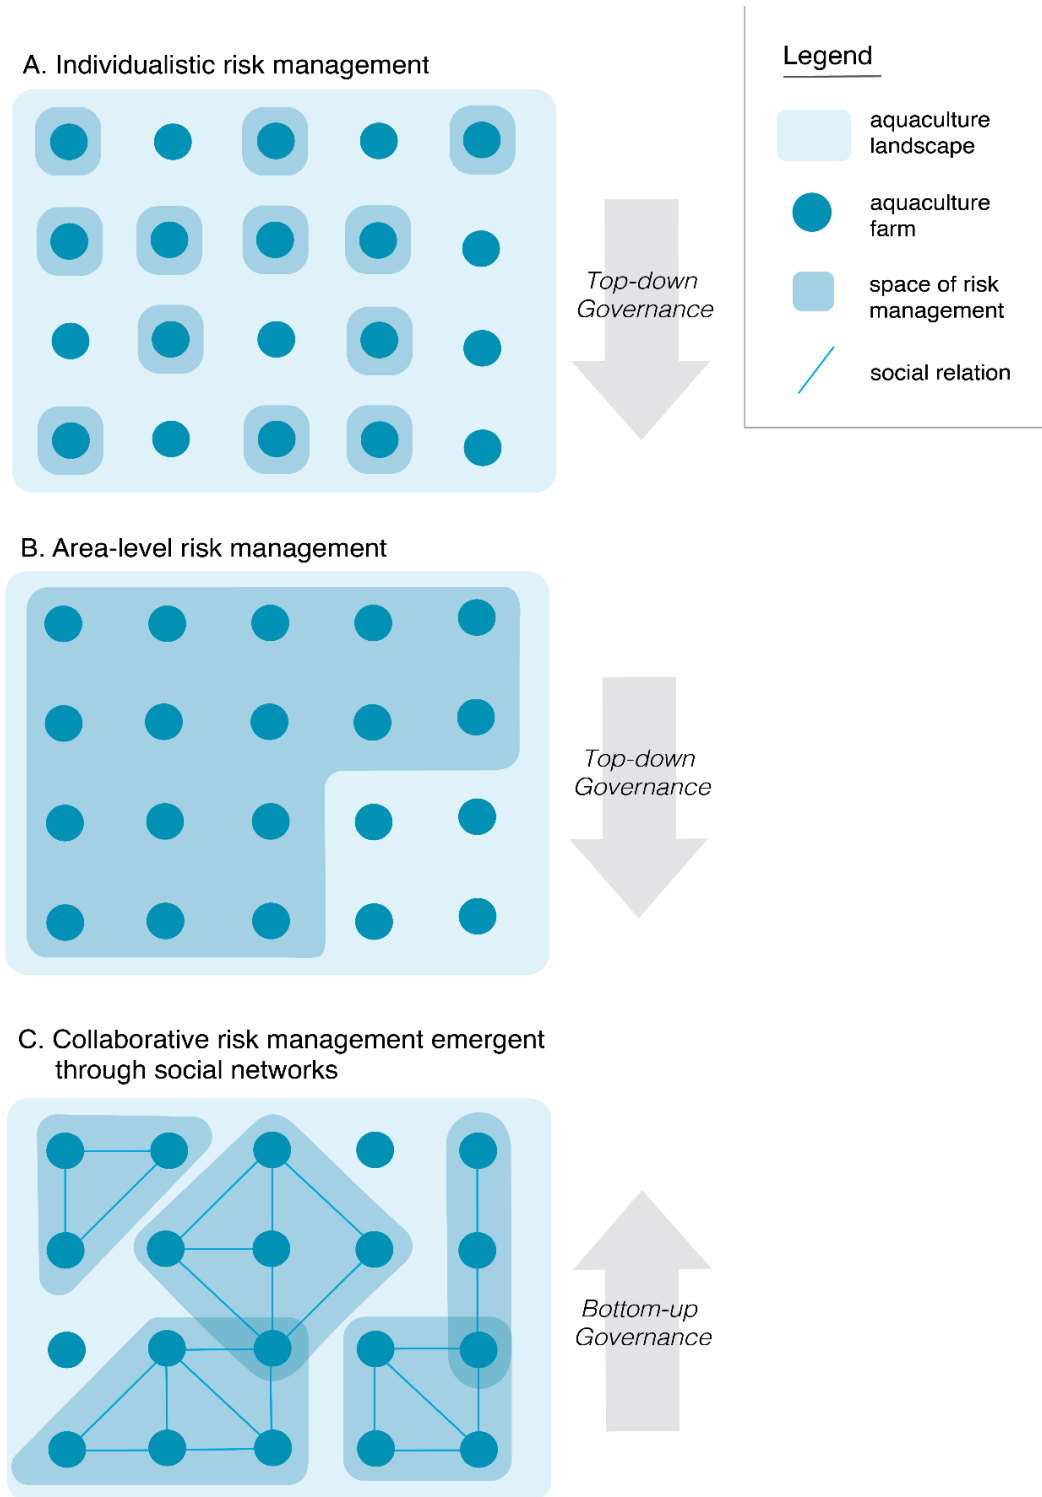 A. Individualistic risk management
Legend
aquaculture
landscape
aquaculture
farm
space of risk
management
social relation
Top-down
Governance
B. Area-level risk management
Top-down
Governance
C. Collaborative risk management emergent
through social networks
Bottom-up
Governance